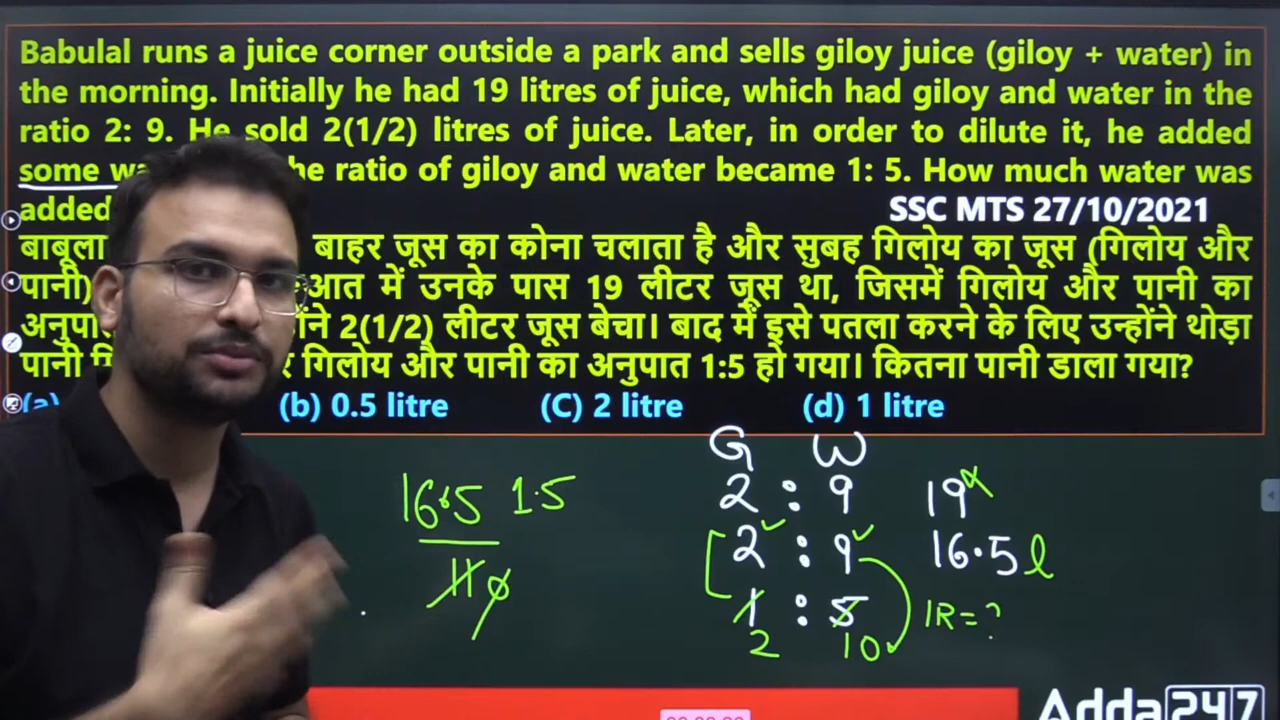 Babulal runs a juice corner outside a park and sells giloy juice (giloy + water) in
the morning. Initially he had 19 litres of juice, which had giloy and water in the
ratio 2: 9. He sold 2(1/2) litres of juice. Later, in order to dilute it, he added
some he ratio of giloy and water became 1: 5. How much water was
added SSC MTS 27/10/2021
बाहर जूस का कोना चलाता है और सुबह गिलोय का जूस (गिलोय और
पानी) में उनके पास 19 लीटर जूस था, जिसमें गिलोय और पानी का
2(1/2) लीटर जूस बेचा। बाद में इसे पतला करने के लिए उन्होंने थोड़ा
पानी गिलोय और पानी का अनुपात 1:5 हो गया। कितना पानी डाला गया?
(a) (b) 0.5 litre (C) 2 litre (d) 1 litre
G W
16.5 1.5 2 : 9 19
110 2 : 9 16.5 l
1 : 5 1R=?
2 10
Adda247